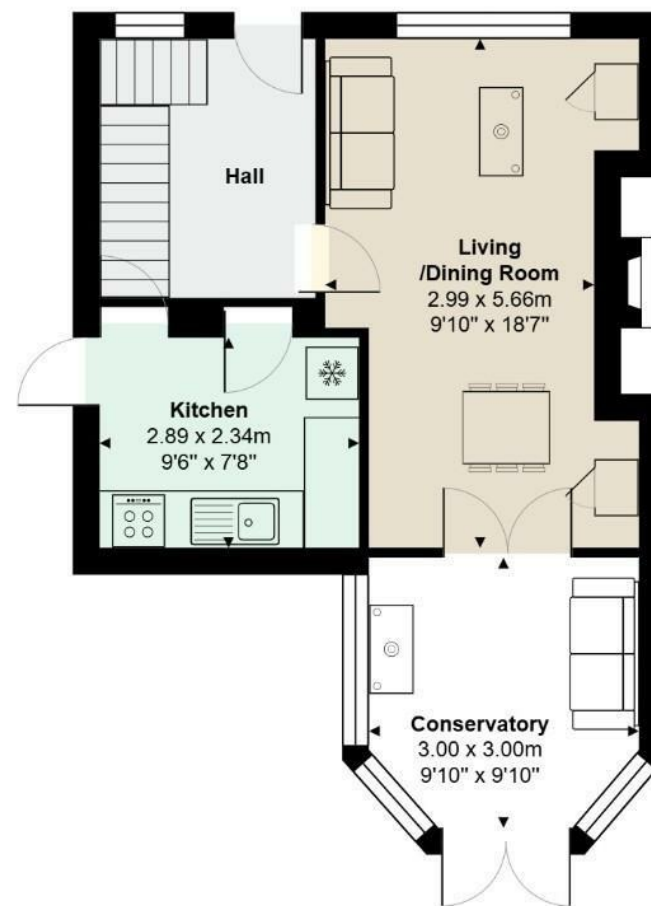 Hall
Living
/Dining Room
2.99 x 5.66m
9'10" x 18'7"
Kitchen
2.89 x 2.34m
9'6" x 7'8"
Conservatory
3.00 x 3.00m
9'10" x 9'10"